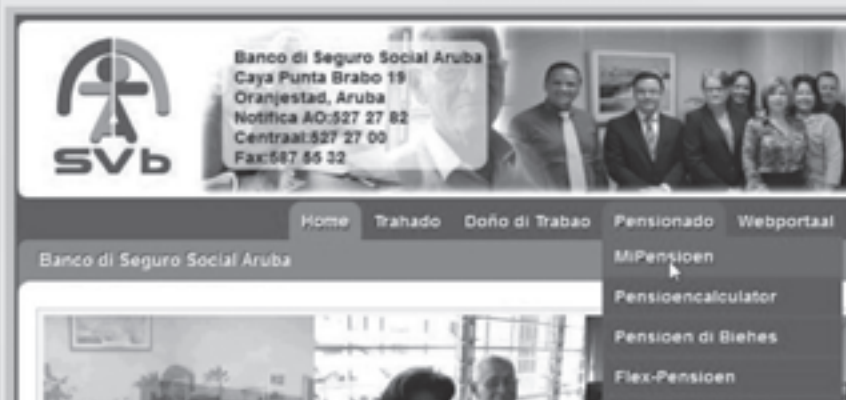 SVb
Banco di Seguro Social Aruba
Caya Punta Brabo 19
Oranjestad, Aruba
Notifica AO:527 27 82
Centraal:527 27 00
Fax:587 55 32
Home Trahado Doño di Trabao Pensionado Webportaal
Banco di Seguro Social Aruba
MiPensioen
Pensioencalculator
Pensioen di Biehes
Flex-Pensioen